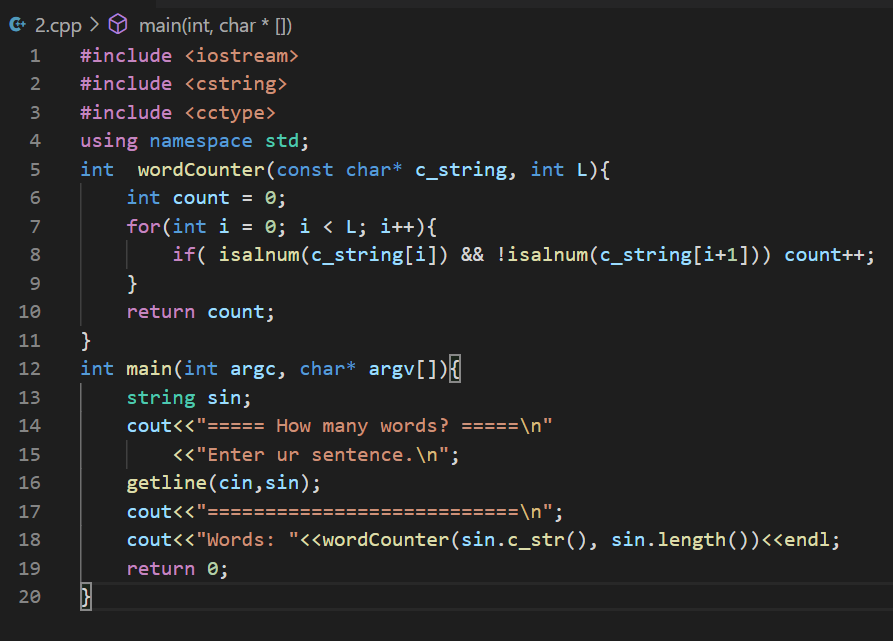 2.cpp > main(int, char * [])
1 #include <iostream>
2 #include <cstring>
3 #include <cctype>
4 using namespace std;
5 int  wordCounter(const char* c_string, int L){
6     int count = 0;
7     for(int i = 0; i < L; i++){
8         if( isalnum(c_string[i]) && !isalnum(c_string[i+1])) count++;
9     }
10     return count;
11 }
12 int main(int argc, char* argv[]){
13     string sin;
14     cout<<"===== How many words? =====\n"
15         <<"Enter ur sentence.\n";
16     getline(cin,sin);
17     cout<<"===========================\n";
18     cout<<"Words: "<<wordCounter(sin.c_str(), sin.length())<<endl;
19     return 0;
20 }